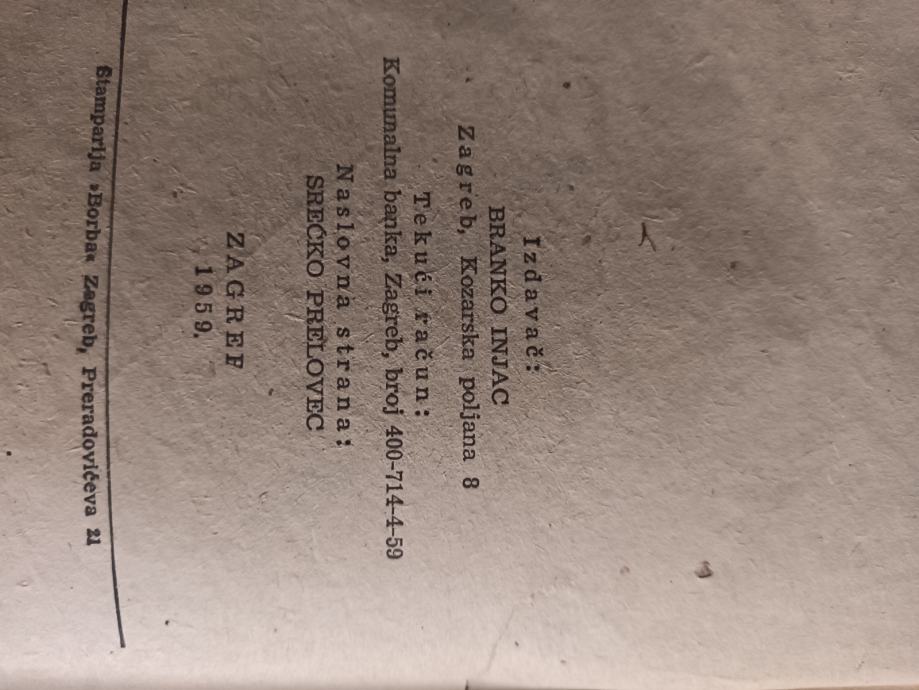 Izdavač:
BRANKO INJAC
Zagreb, Kozarska poljana 8
Tekući račun:
Komunalna banka, Zagreb, broj 400-714-4-59
Naslovna strana:
SREĆKO PRELOVEC
ZAGREB
1959.
Štamparija »Borba« Zagreb, Preradovićeva 21